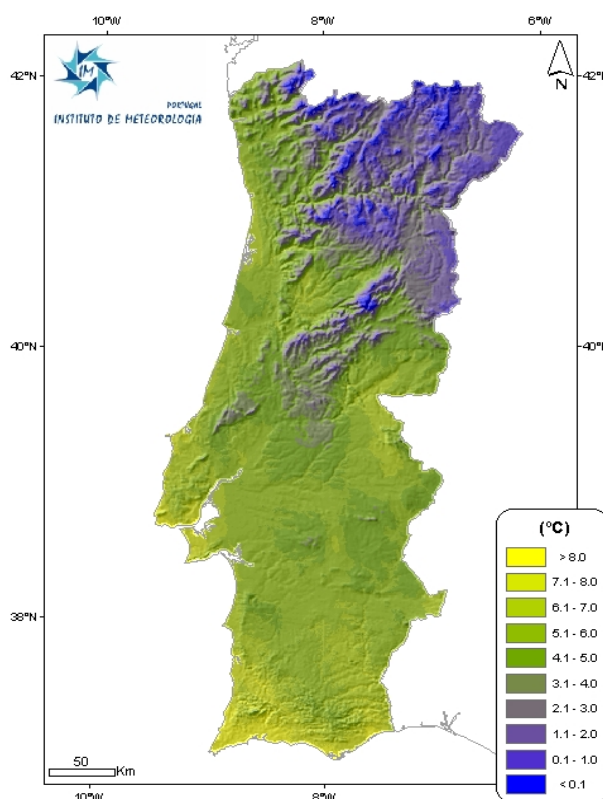 10°W 8°W 6°W
42°N 42°N
IM
PORTUGAL
INSTITUTO DE METEOROLOGIA
N
40°N 40°N
(°C)
> 8.0
7.1 - 8.0
6.1 - 7.0
5.1 - 6.0
38°N
4.1 - 5.0
3.1 - 4.0
2.1 - 3.0
1.1 - 2.0
0.1 - 1.0
< 0.1
50
Km
10°W 8°W